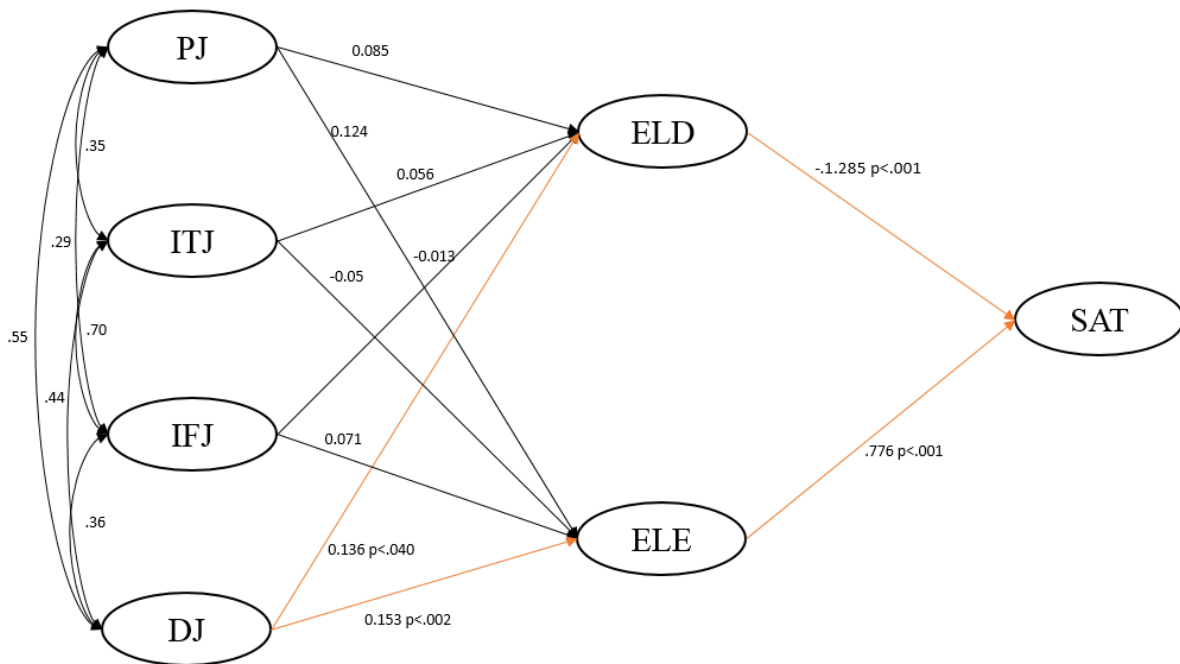 PJ
0.085
ELD
0.124
.35
0.056
-.1.285 p<.001
ITJ
.29
-0.013
-0.05
SAT
.55
.70
.44
IFJ
0.071
.776 p<.001
.36
0.136 p<.040
ELE
0.153 p<.002
DJ